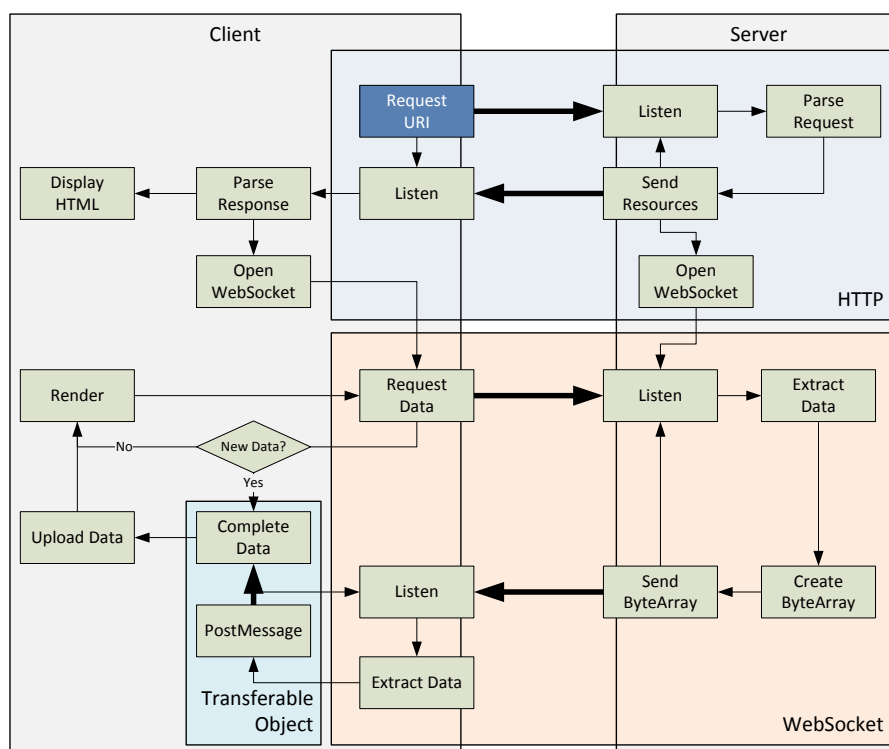 Client
Server
Request
URI
Listen
Parse
Request
Display
HTML
Parse
Response
Listen
Send
Resources
Open
WebSocket
Open
WebSocket
HTTP
Render
Request
Data
Listen
Extract
Data
No
New Data?
Yes
Upload Data
Complete
Data
Listen
Send
ByteArray
Create
ByteArray
PostMessage
Extract Data
Transferable
Object
WebSocket